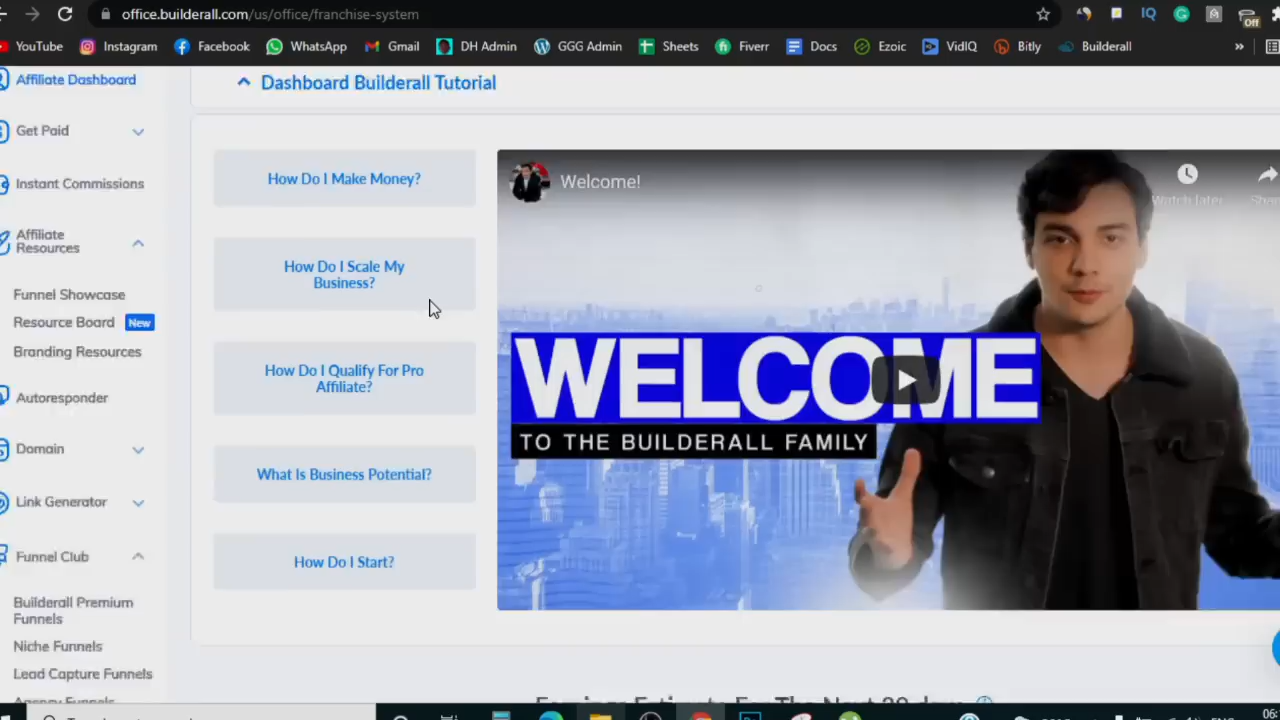 office.builderall.com/us/office/franchise-system
Off
YouTube Instagram Facebook WhatsApp Gmail DH Admin GGG Admin Sheets Fiverr Docs Ezoic VidIQ Bitly Builderall »
Affiliate Dashboard
Get Paid
Instant Commissions
Affiliate
Resources
Funnel Showcase
Resource Board New
Branding Resources
Autoresponder
Domain
Link Generator
Funnel Club
Builderall Premium
Funnels
Niche Funnels
Lead Capture Funnels
Agency Funnels
Dashboard Builderall Tutorial
How Do I Make Money?
How Do I Scale My
Business?
How Do I Qualify For Pro
Affiliate?
What Is Business Potential?
How Do I Start?
Welcome!
Watch later
WELCOME
TO THE BUILDERALL FAMILY
ENG